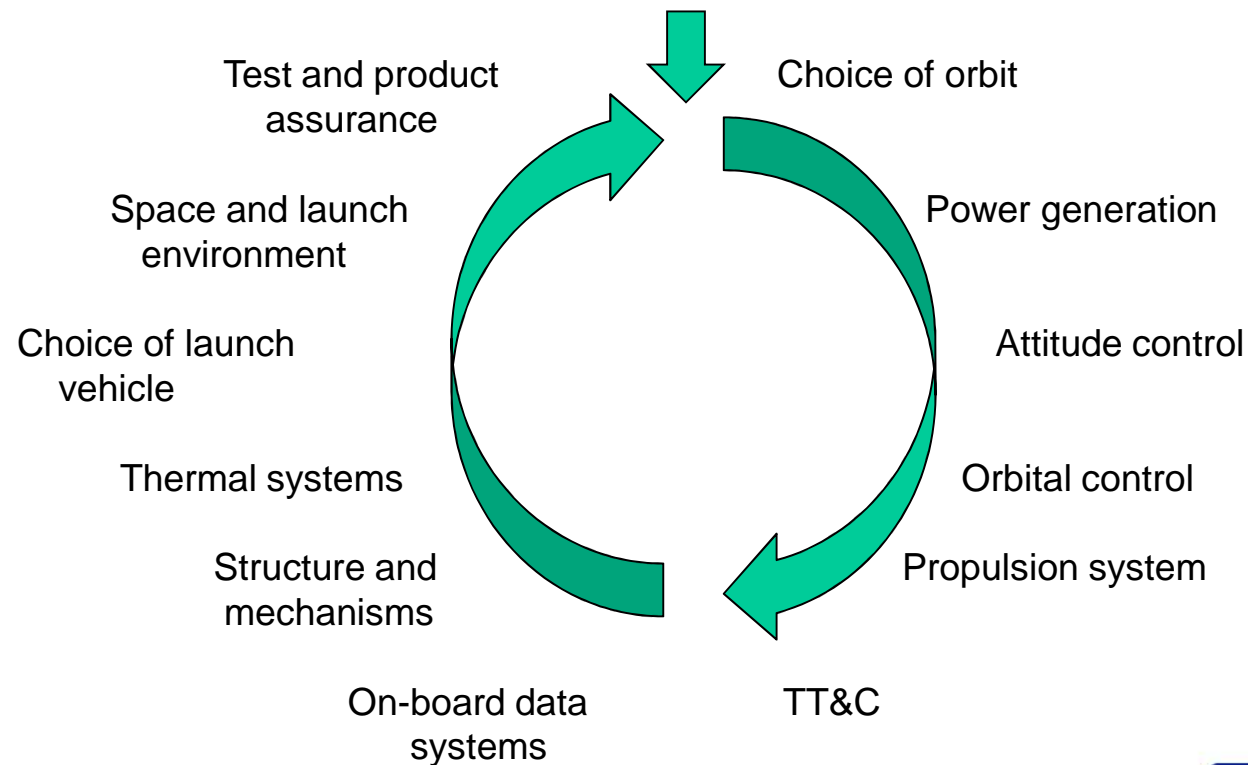 Test and product
assurance
Choice of orbit
Space and launch
environment
Power generation
Choice of launch
vehicle
Attitude control
Thermal systems
Orbital control
Structure and
mechanisms
Propulsion system
On-board data
systems
TT&C